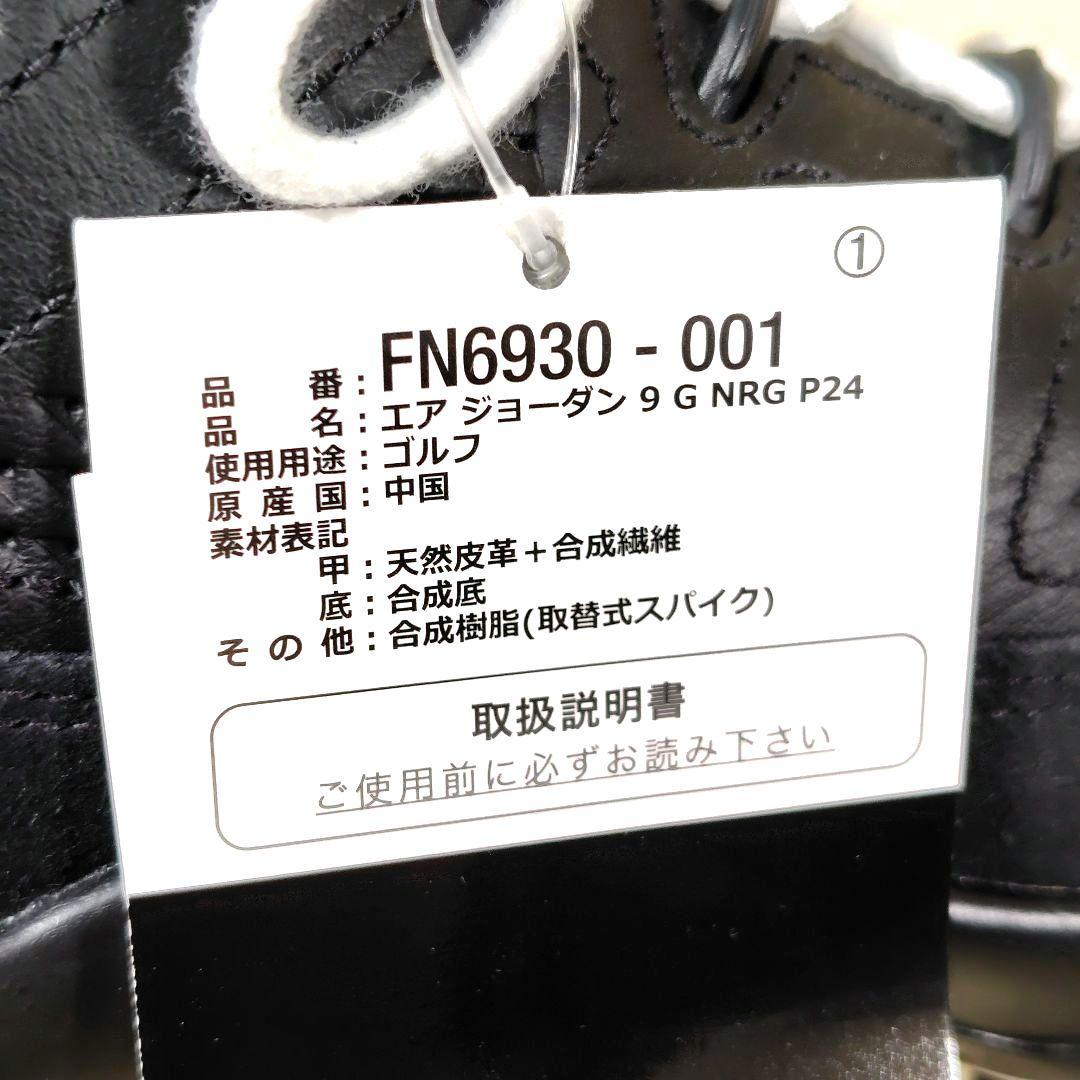 ①
品 番：FN6930 - 001
品 名：エア ジョーダン 9 G NRG P24
使用用途：ゴルフ
原 産 国：中国
素材表記
甲：天然皮革＋合成繊維
底：合成底
そ の 他：合成樹脂(取替式スパイク)
取扱説明書
ご使用前に必ずお読み下さい